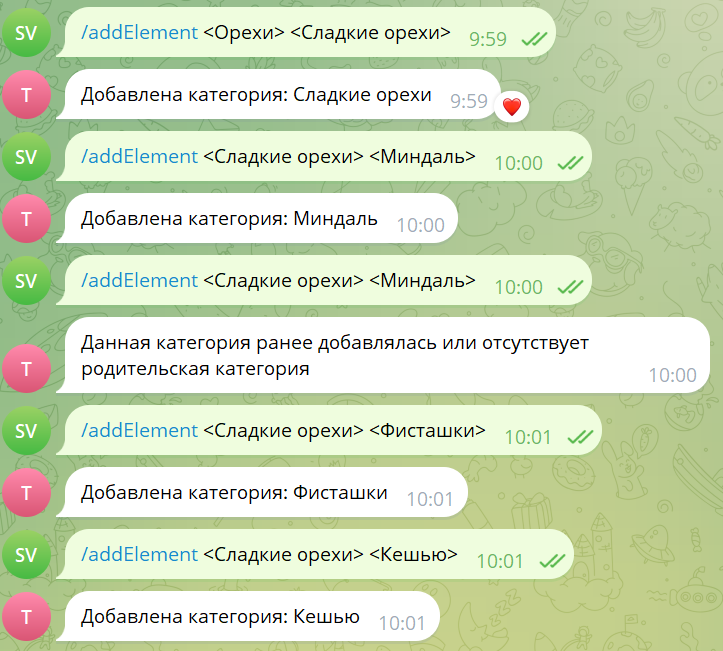 SV
/addElement <Орехи> <Сладкие орехи> 9:59
T
Добавлена категория: Сладкие орехи 9:59
SV
/addElement <Сладкие орехи> <Миндаль> 10:00
T
Добавлена категория: Миндаль 10:00
SV
/addElement <Сладкие орехи> <Миндаль> 10:00
Данная категория ранее добавлялась или отсутствует
T
родительская категория 10:00
SV
/addElement <Сладкие орехи> <Фисташки> 10:01
T
Добавлена категория: Фисташки 10:01
SV
/addElement <Сладкие орехи> <Кешью> 10:01
T
Добавлена категория: Кешью 10:01